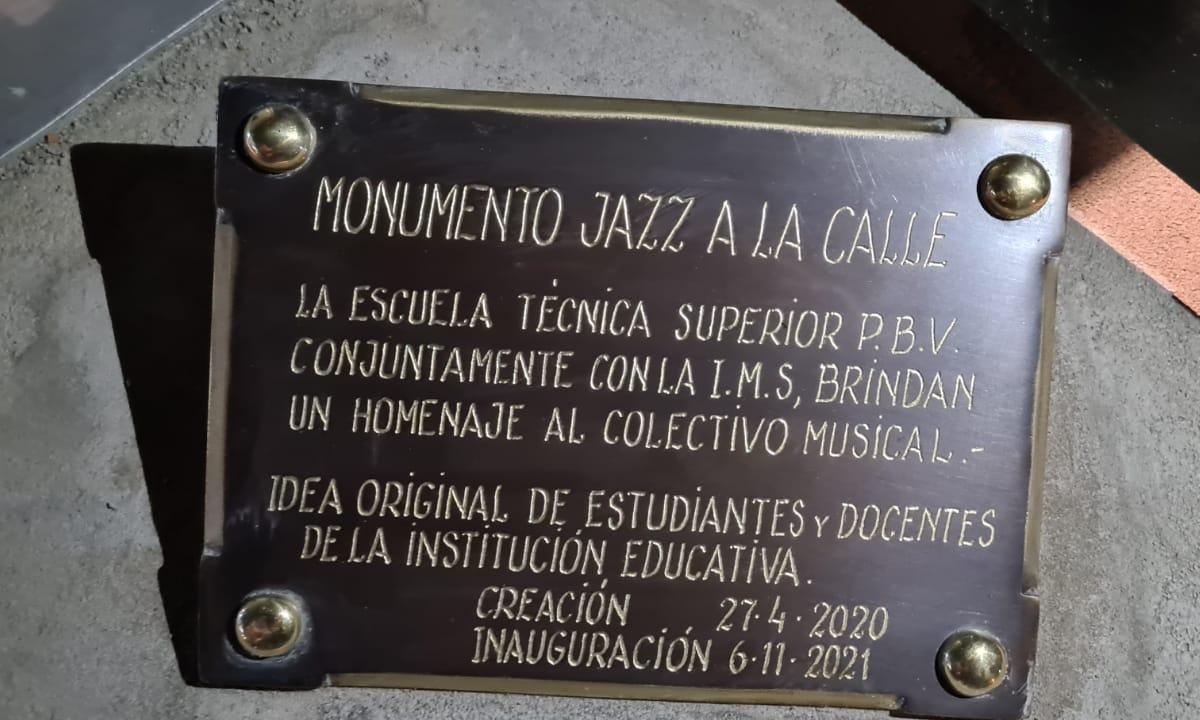 MONUMENTO JAZZ A LA CALLE
LA ESCUELA TÉCNICA SUPERIOR P.B.V.
CONJUNTAMENTE CON LA I.M.S, BRINDAN
UN HOMENAJE AL COLECTIVO MUSICAL.-
IDEA ORIGINAL DE ESTUDIANTES Y DOCENTES
DE LA INSTITUCIÓN EDUCATIVA.
CREACIÓN 27·4·2020
INAUGURACIÓN 6·11·2021